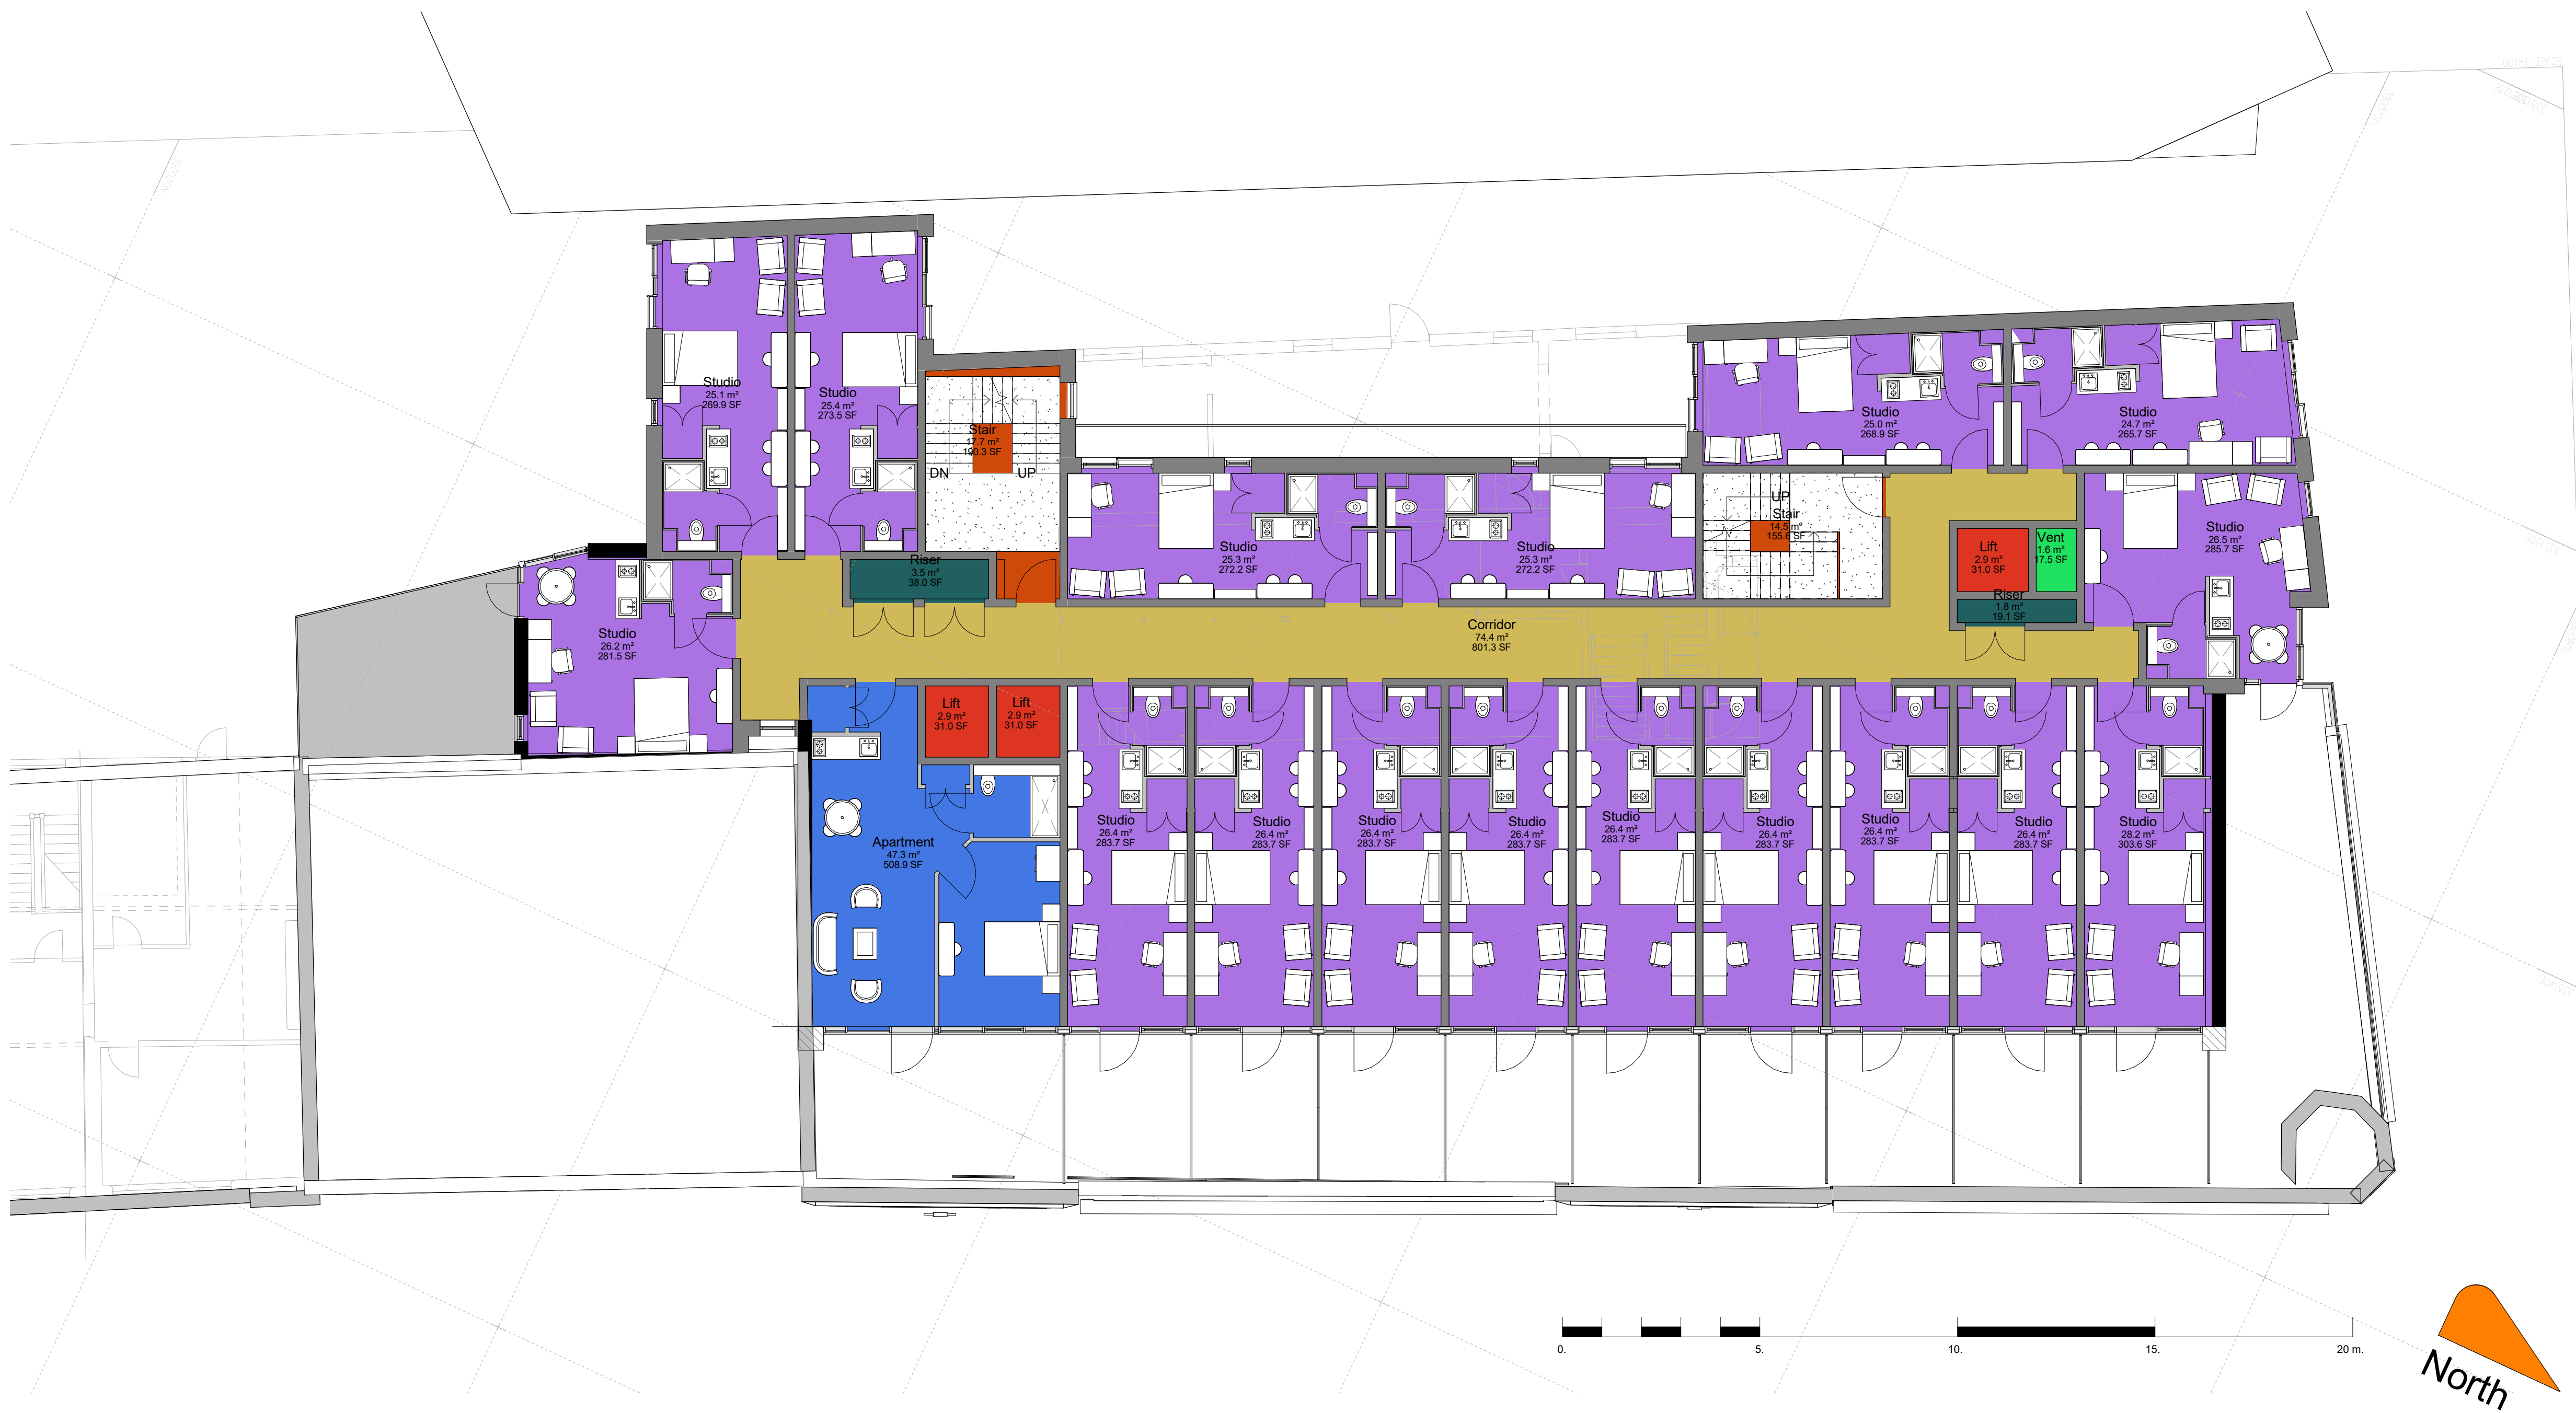 Studio
25.1 m²
269.9 SF
Studio
25.4 m²
273.5 SF
Stair
17.7 m²
190.3 SF
DN
UP
Studio
25.0 m²
268.9 SF
Studio
24.7 m²
265.7 SF
Riser
3.5 m²
38.0 SF
Studio
25.3 m²
272.2 SF
Studio
25.3 m²
272.2 SF
UP
Stair
14.5 m²
155.6 SF
Lift
2.9 m²
31.0 SF
Vent
1.6 m²
17.5 SF
Riser
1.8 m²
19.1 SF
Studio
26.5 m²
285.7 SF
Studio
26.2 m²
281.5 SF
Corridor
74.4 m²
801.3 SF
Lift
2.9 m²
31.0 SF
Lift
2.9 m²
31.0 SF
Apartment
47.3 m²
508.9 SF
Studio
26.4 m²
283.7 SF
Studio
26.4 m²
283.7 SF
Studio
26.4 m²
283.7 SF
Studio
26.4 m²
283.7 SF
Studio
26.4 m²
283.7 SF
Studio
26.4 m²
283.7 SF
Studio
26.4 m²
283.7 SF
Studio
26.4 m²
283.7 SF
Studio
28.2 m²
303.6 SF
0. 5. 10. 15. 20 m.
North
SCALE 1-100